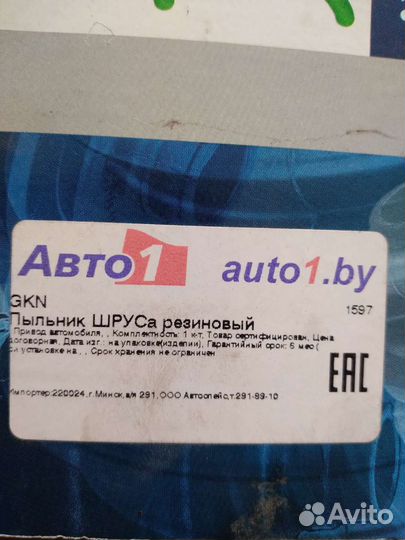 Авто1 auto1.by
GKN 1597
Пыльник ШРУСа резиновый
Привод автомобиля, , Комплектность: 1 к-т, Товар сертифицирован, Цена
договорная, Дата изг.: на упаковке(изделии), Гарантийный срок: 6 мес(
ри установке на , , Срок хранения не ограничен
EAC
Импортер:220024,г.Минск,а/я 291,ООО Автоспейс,т.291-89-10
Avito